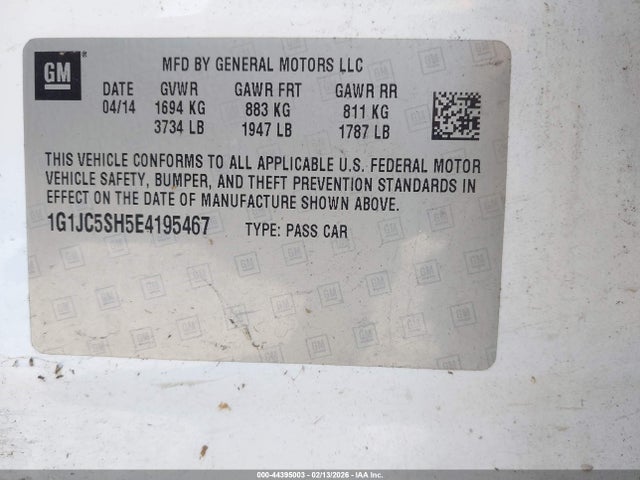 GM
MFD BY GENERAL MOTORS LLC
DATE GVWR GAWR FRT GAWR RR
04/14 1694 KG 883 KG 811 KG
3734 LB 1947 LB 1787 LB
THIS VEHICLE CONFORMS TO ALL APPLICABLE U.S. FEDERAL MOTOR
VEHICLE SAFETY, BUMPER, AND THEFT PREVENTION STANDARDS IN
EFFECT ON THE DATE OF MANUFACTURE SHOWN ABOVE.
1G1JC5SH5E4195467 TYPE: PASS CAR
000-44395003 - 02/13/2026 - IAA Inc.